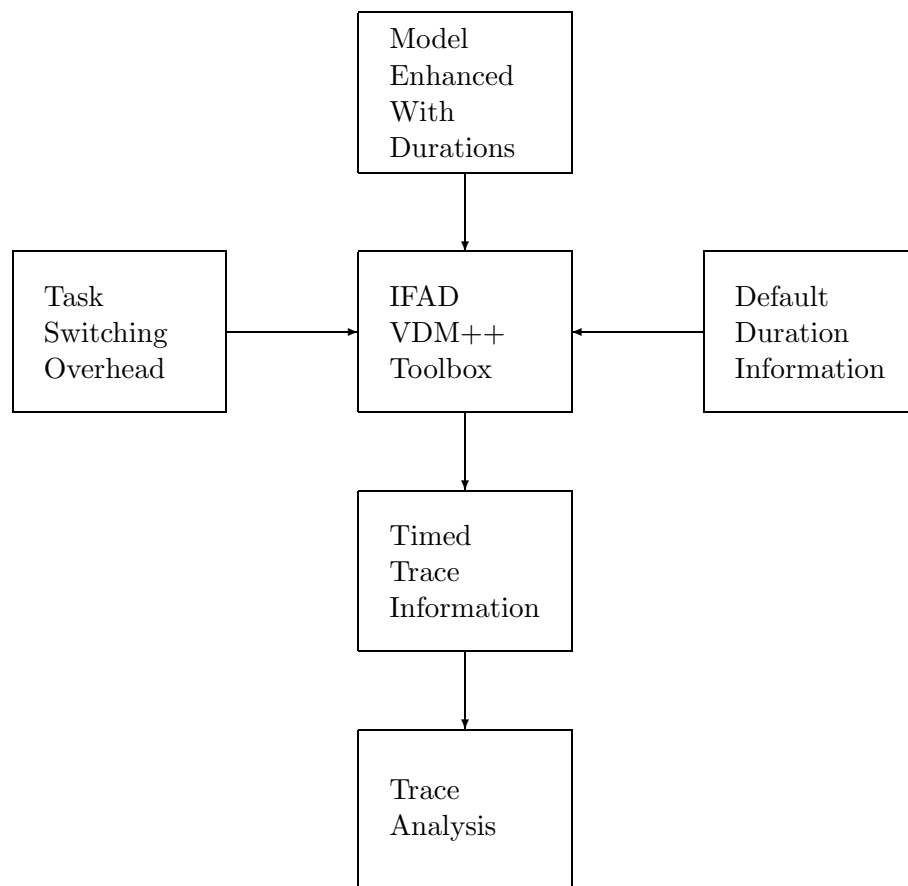 Model
Enhanced
With
Durations
Task
Switching
Overhead
IFAD
VDM++
Toolbox
Default
Duration
Information
Timed
Trace
Information
Trace
Analysis